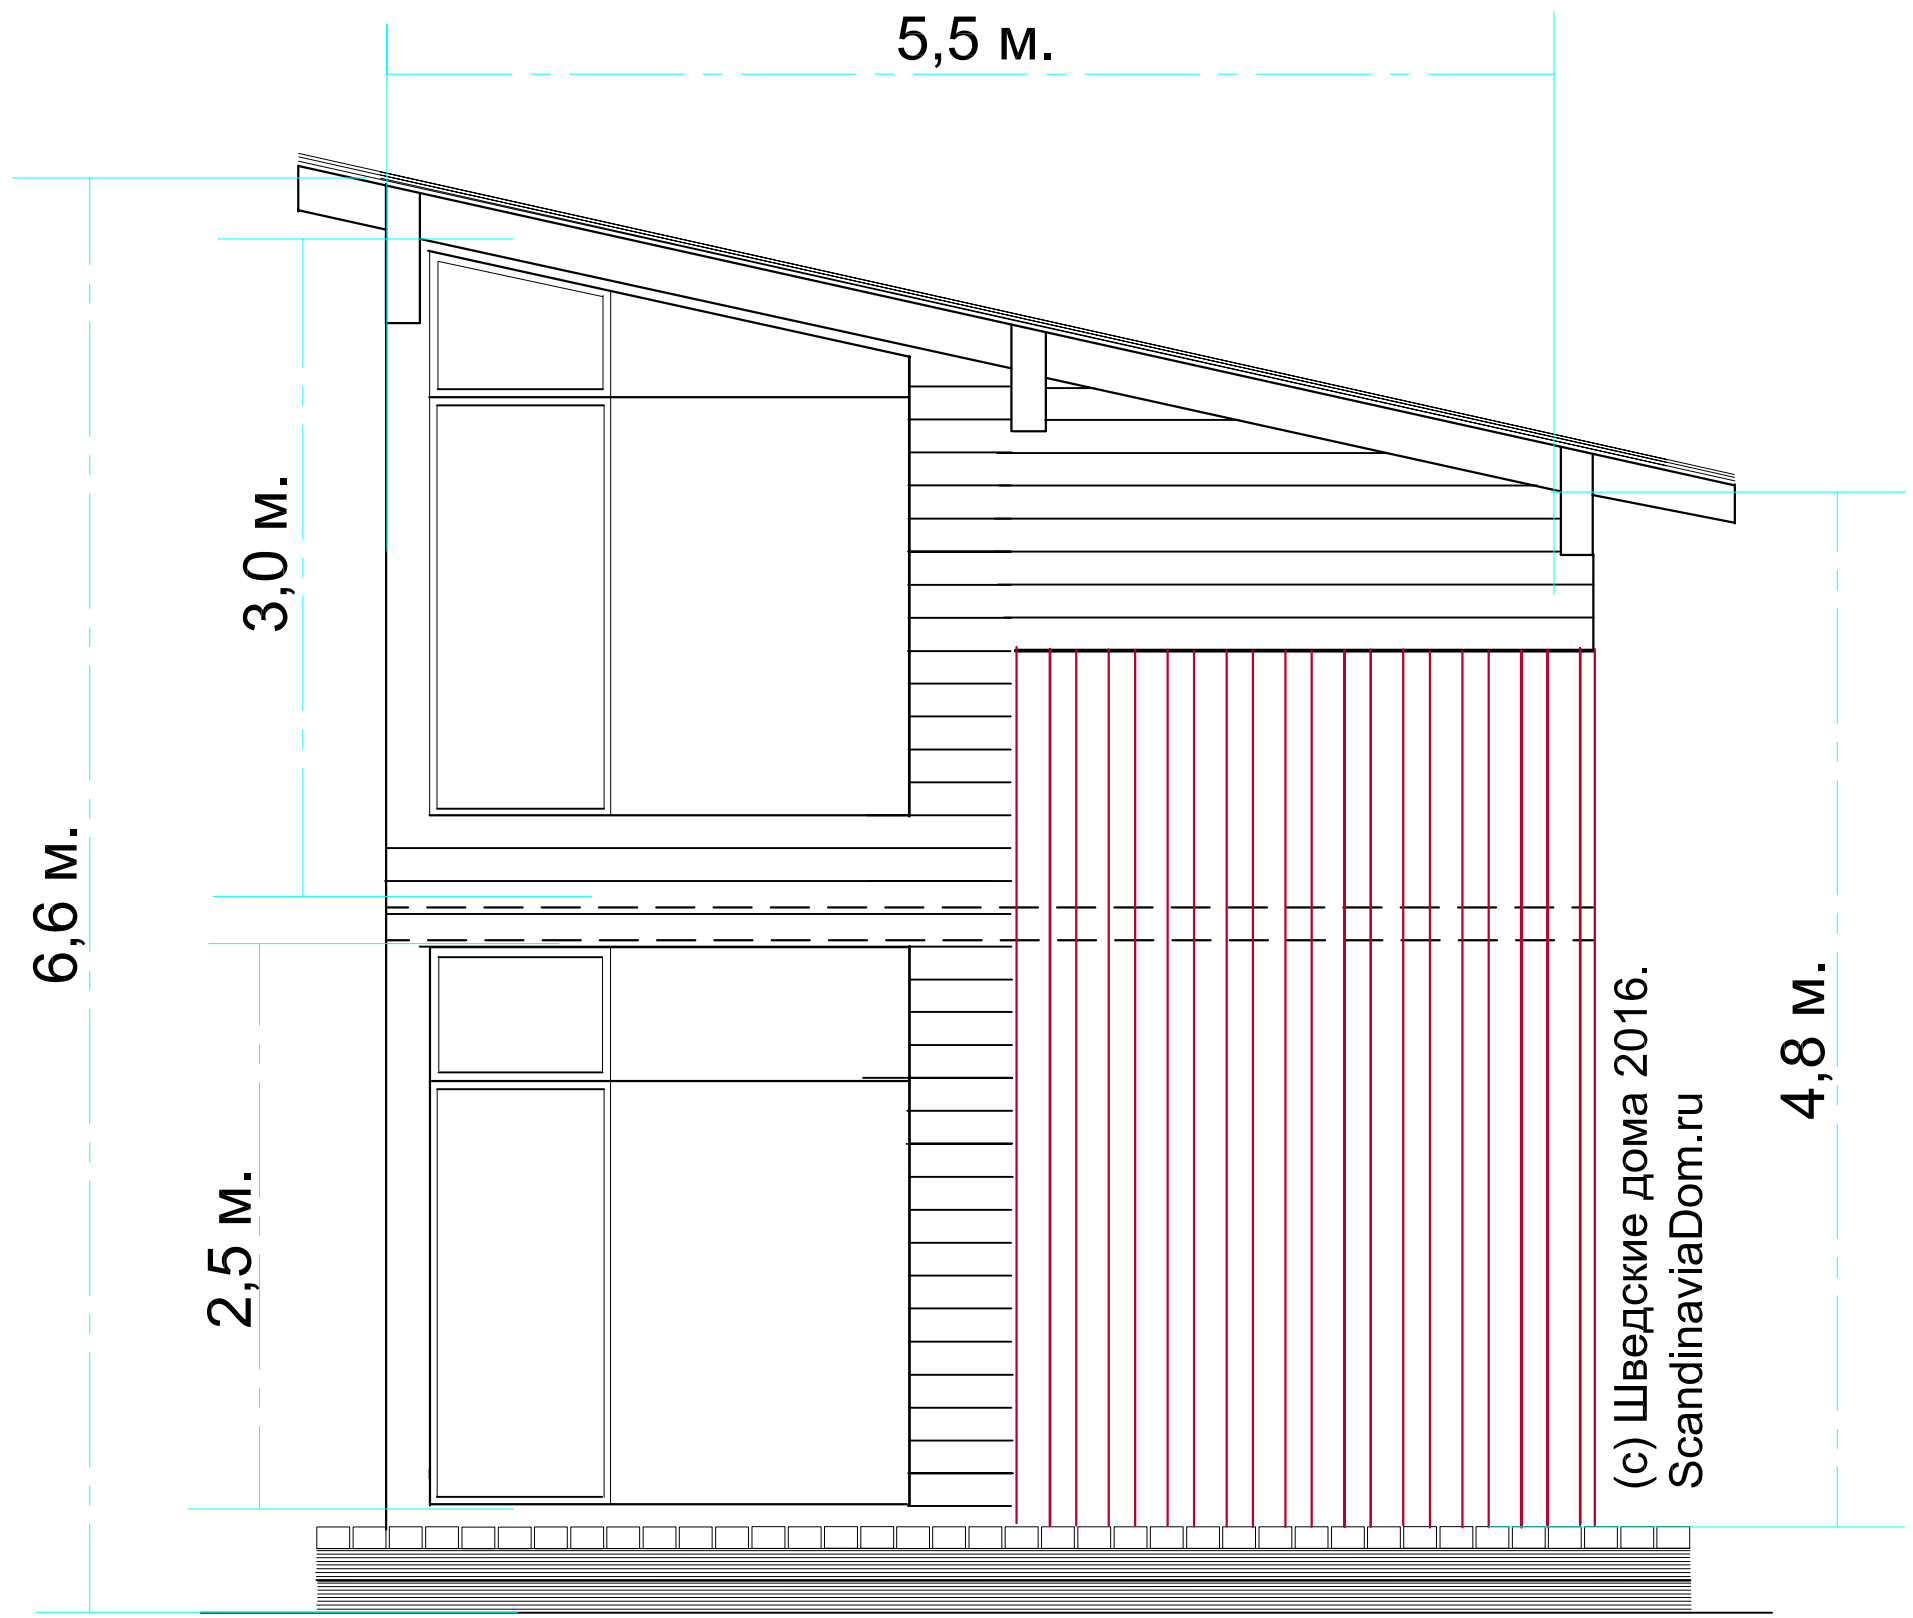 5,5 м.
3,0 м.
6,6 м.
2,5 м.
4,8 м.
(с) Шведские дома 2016.
ScandinaviaDom.ru